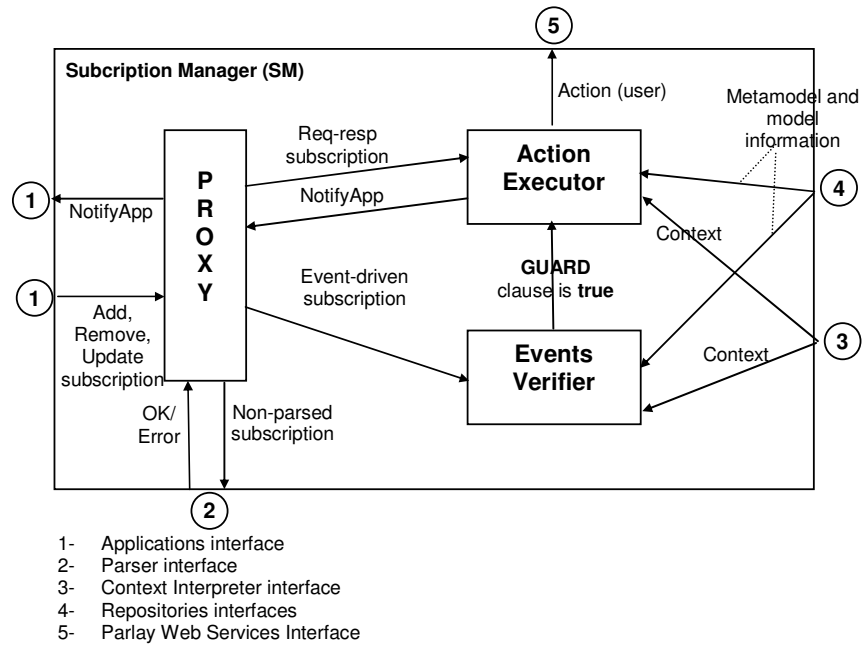 5
Subcription Manager (SM)
Action (user)
Metamodel and
model
information
Req-resp
subscription
Action
Executor
P
R
O
X
Y
1
NotifyApp
NotifyApp
4
Context
GUARD
clause is true
Event-driven
subscription
1
Add,
Remove,
Update
subscription
3
Context
Events
Verifier
OK/
Error
Non-parsed
subscription
2
1- Applications interface
2- Parser interface
3- Context Interpreter interface
4- Repositories interfaces
5- Parlay Web Services Interface